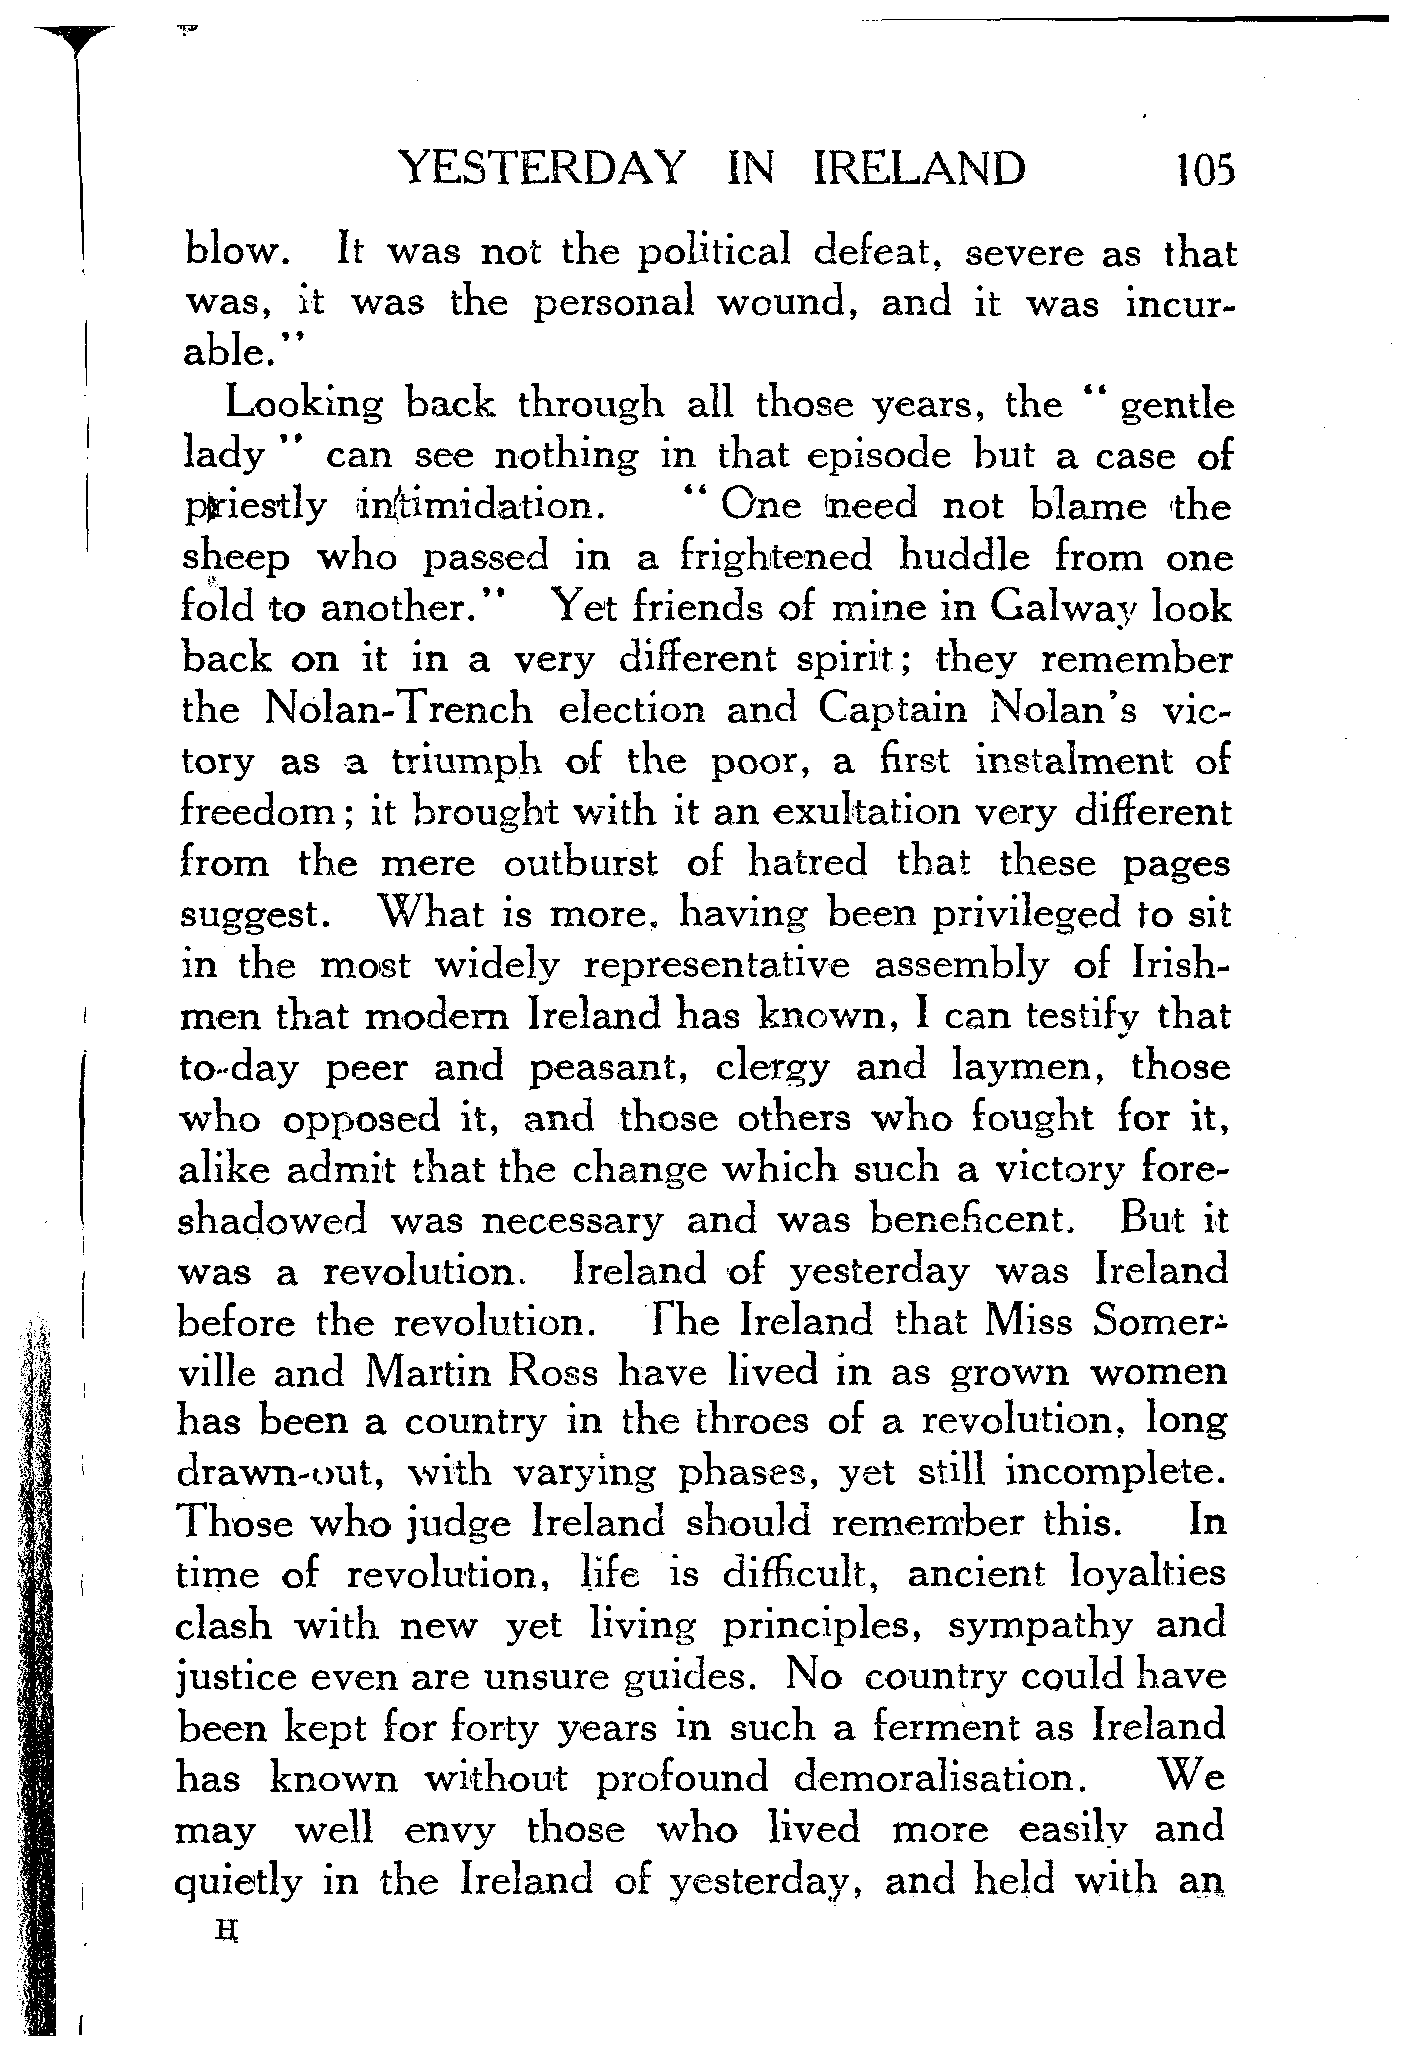 YESTERDAY IN IRELAND 105
blow. It was not the political defeat, severe as that
was, it was the personal wound, and it was incur-
able."
Looking back through all those years, the " gentle
lady " can see nothing in that episode but a case of
priestly intimidation. " One need not blame the
sheep who passed in a frightened huddle from one
fold to another." Yet friends of mine in Galway look
back on it in a very different spirit; they remember
the Nolan-Trench election and Captain Nolan's vic-
tory as a triumph of the poor, a first instalment of
freedom; it brought with it an exultation very different
from the mere outburst of hatred that these pages
suggest. What is more, having been privileged to sit
in the most widely representative assembly of Irish-
men that modern Ireland has known, I can testify that
to-day peer and peasant, clergy and laymen, those
who opposed it, and those others who fought for it,
alike admit that the change which such a victory fore-
shadowed was necessary and was beneficent. But it
was a revolution. Ireland of yesterday was Ireland
before the revolution. The Ireland that Miss Somer-
ville and Martin Ross have lived in as grown women
has been a country in the throes of a revolution, long
drawn-out, with varying phases, yet still incomplete.
Those who judge Ireland should remember this. In
time of revolution, life is difficult, ancient loyalties
clash with new yet living principles, sympathy and
justice even are unsure guides. No country could have
been kept for forty years in such a ferment as Ireland
has known without profound demoralisation. We
may well envy those who lived more easily and
quietly in the Ireland of yesterday, and held with an
H